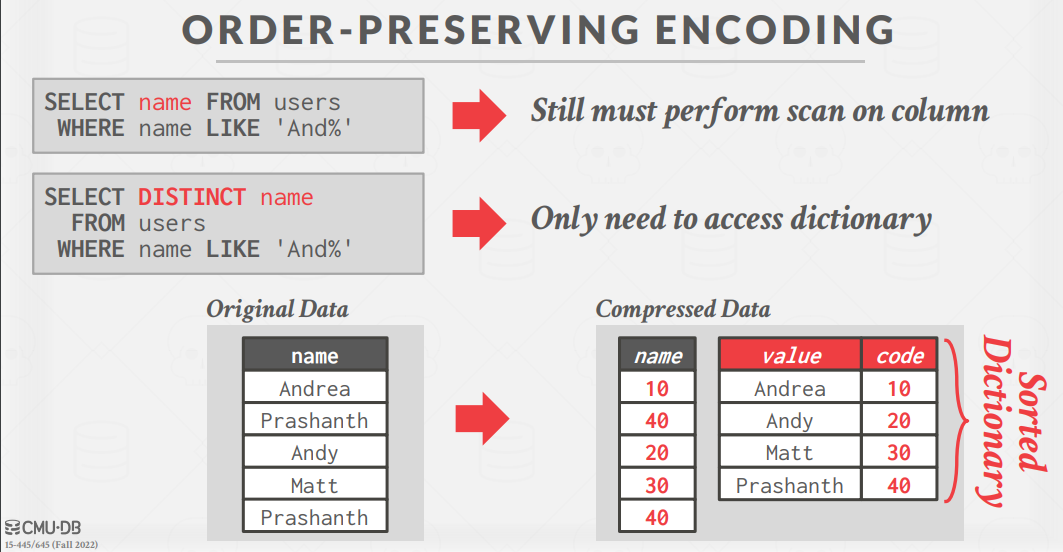 ORDER-PRESERVING ENCODING
SELECT name FROM users
WHERE name LIKE 'And%'
Still must perform scan on column
SELECT DISTINCT name
FROM users
WHERE name LIKE 'And%'
Only need to access dictionary
Original Data
name
Andrea
Prashanth
Andy
Matt
Prashanth
Compressed Data
name
10
40
20
30
40
value code
Andrea 10
Andy 20
Matt 30
Prashanth 40
Sorted
Dictionary
CMU·DB
15-445/645 (Fall 2022)